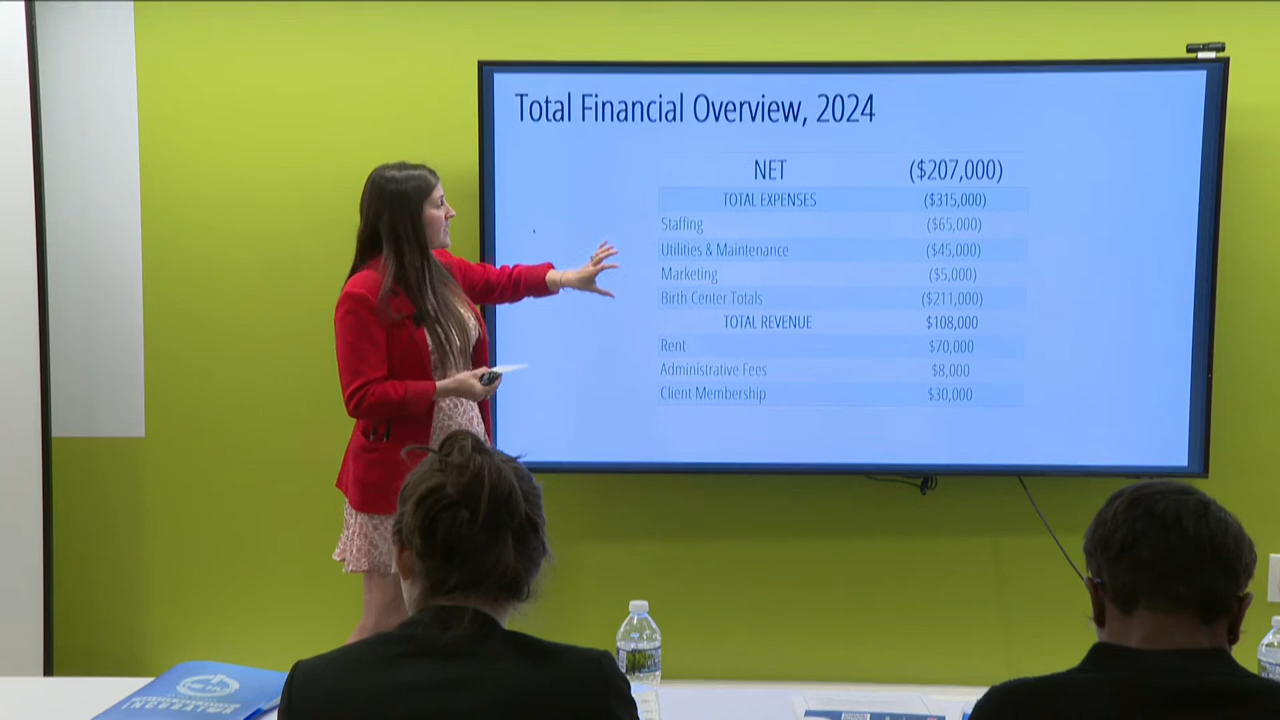 Total Financial Overview, 2024
NET ($207,000)
TOTAL EXPENSES ($315,000)
Staffing ($65,000)
Utilities & Maintenance ($45,000)
Marketing ($5,000)
Birth Center Totals ($211,000)
TOTAL REVENUE $108,000
Rent $70,000
Administrative Fees $8,000
Client Membership $30,000